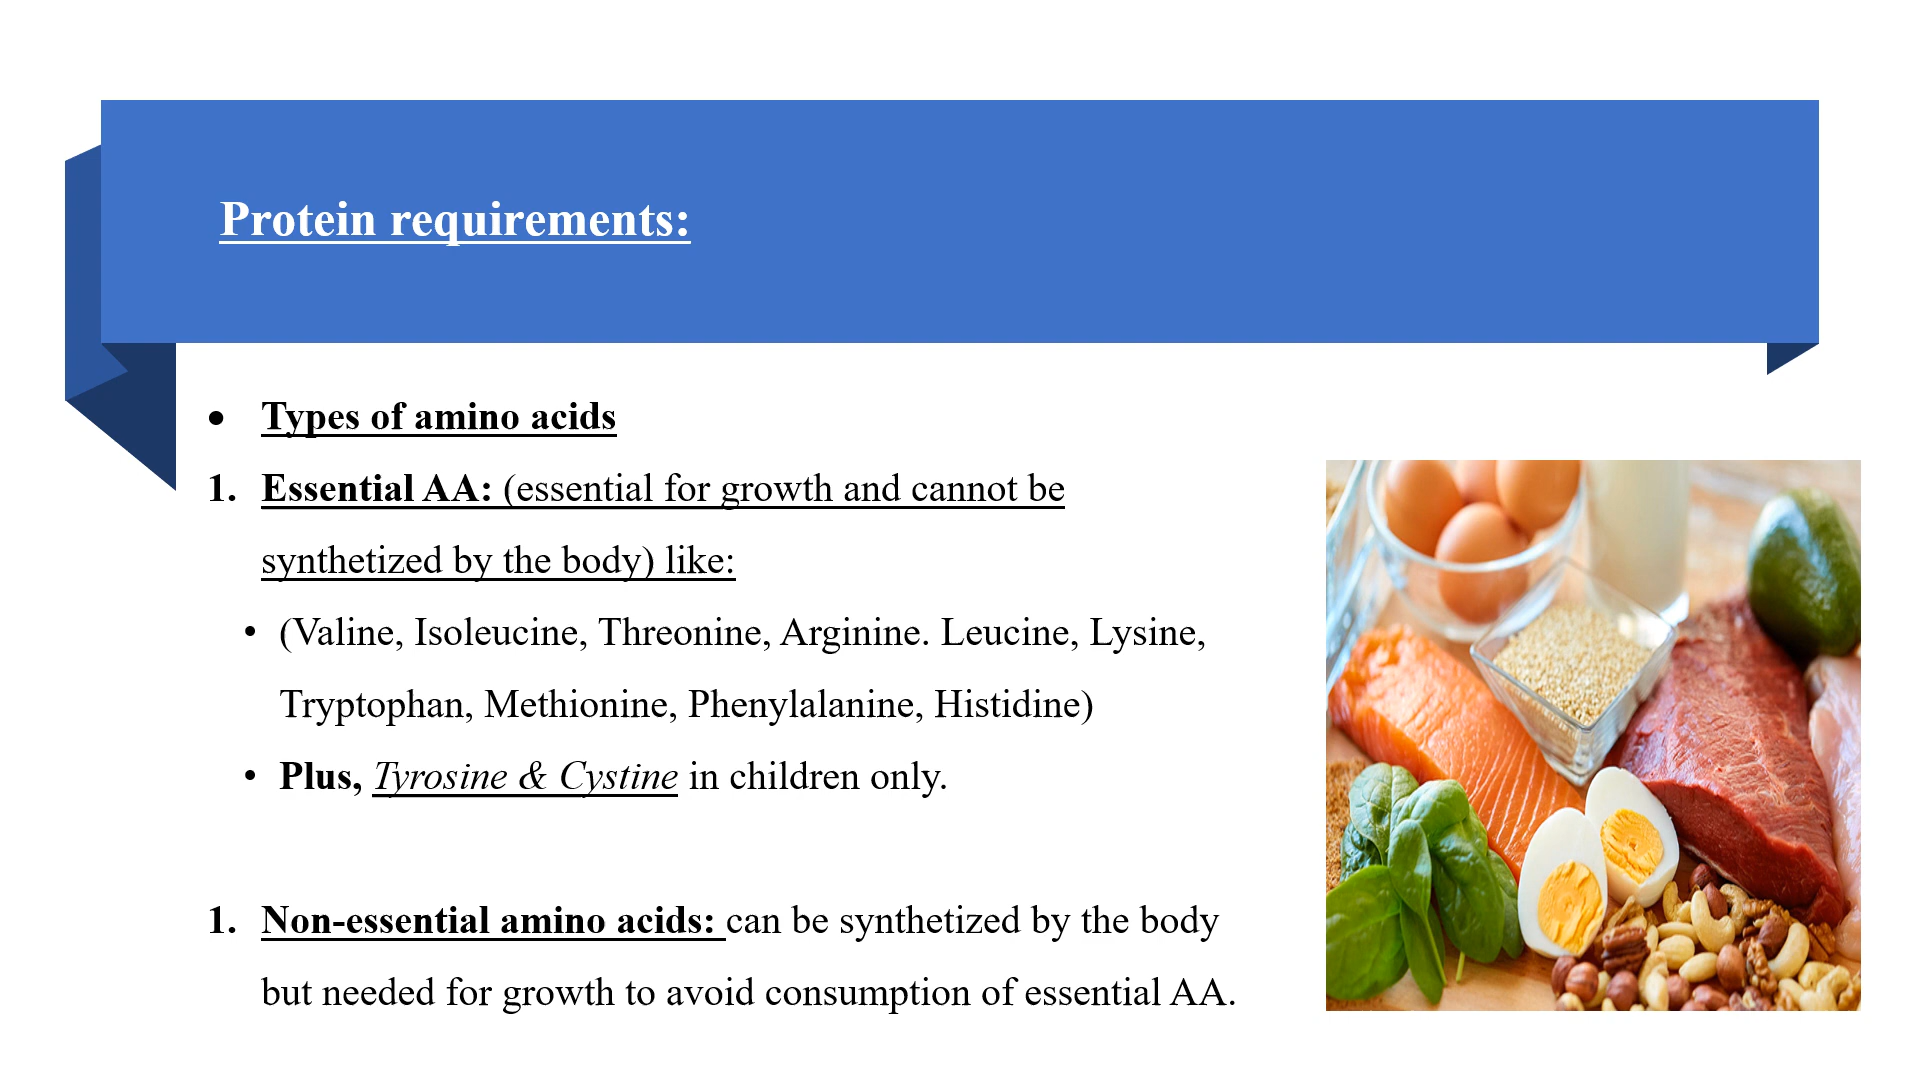 Protein requirements:
• Types of amino acids
1. Essential AA: (essential for growth and cannot be
synthetized by the body) like:
• (Valine, Isoleucine, Threonine, Arginine. Leucine, Lysine,
Tryptophan, Methionine, Phenylalanine, Histidine)
• Plus, Tyrosine & Cystine in children only.
1. Non-essential amino acids: can be synthetized by the body
but needed for growth to avoid consumption of essential AA.